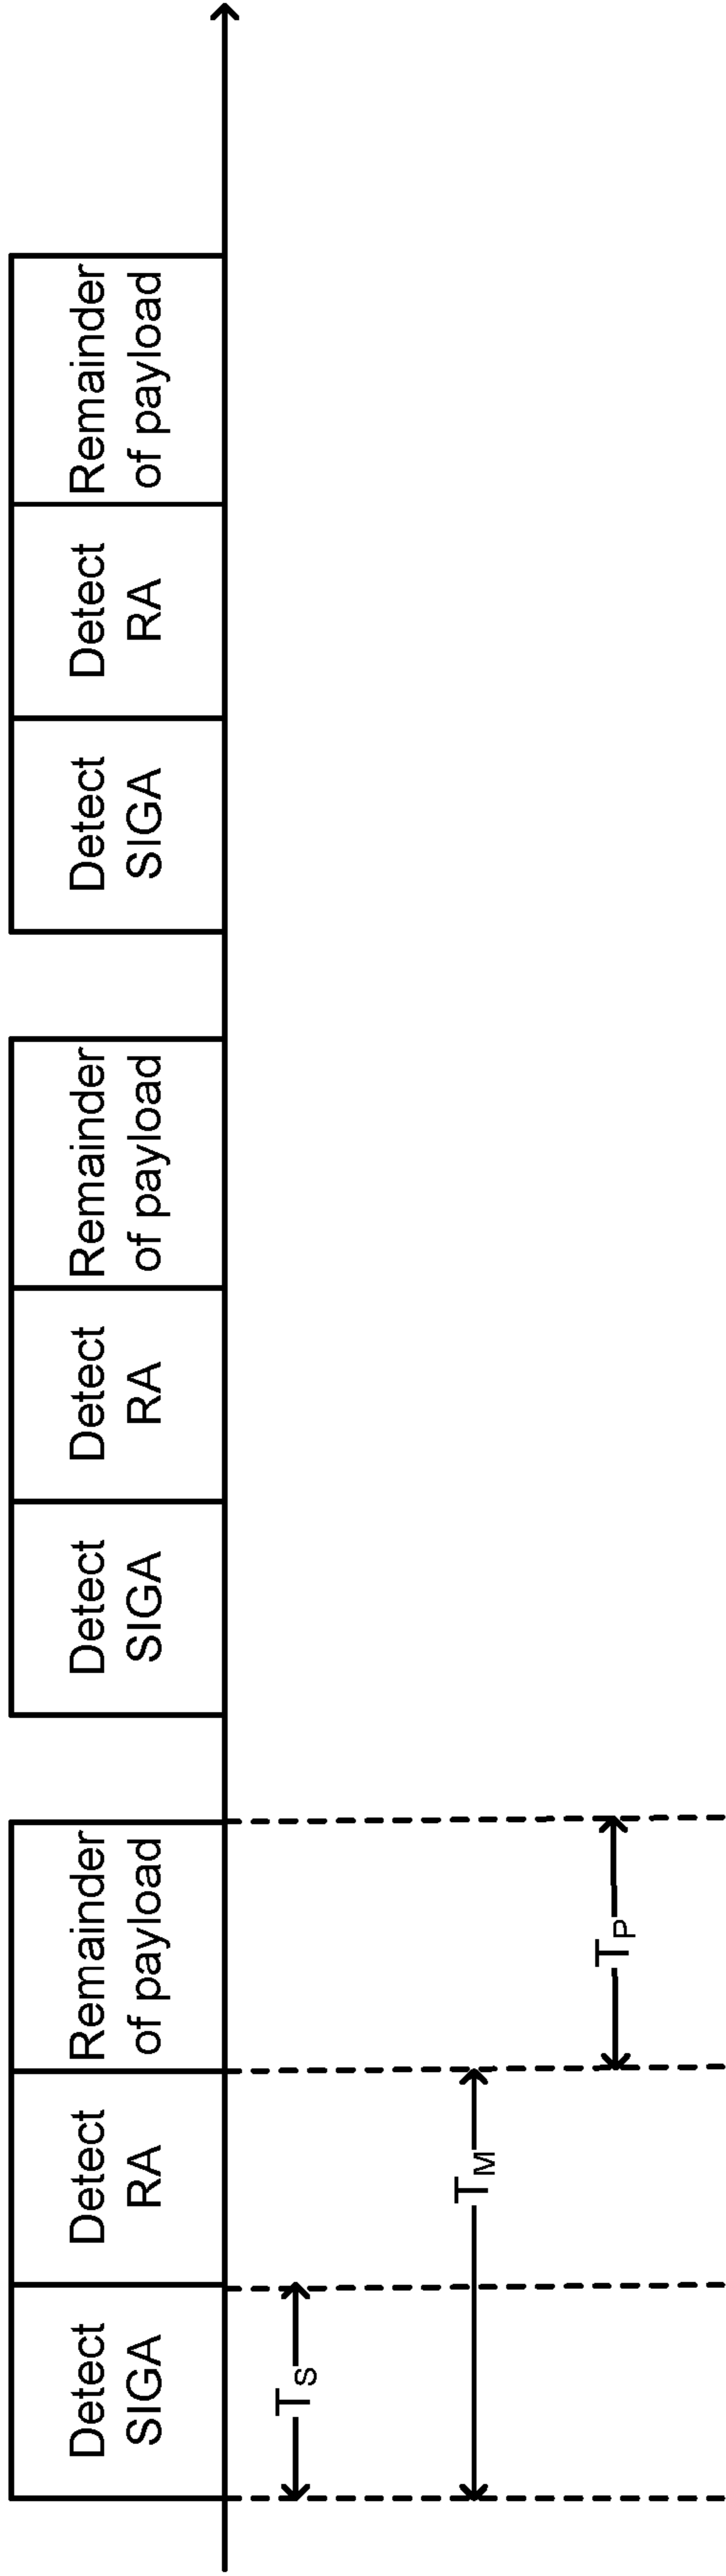 Detect
SIGA
Detect
RA
Remainder
of payload
Detect
SIGA
Detect
RA
Remainder
of payload
Detect
SIGA
Detect
RA
Remainder
of payload
TS
TM
TP